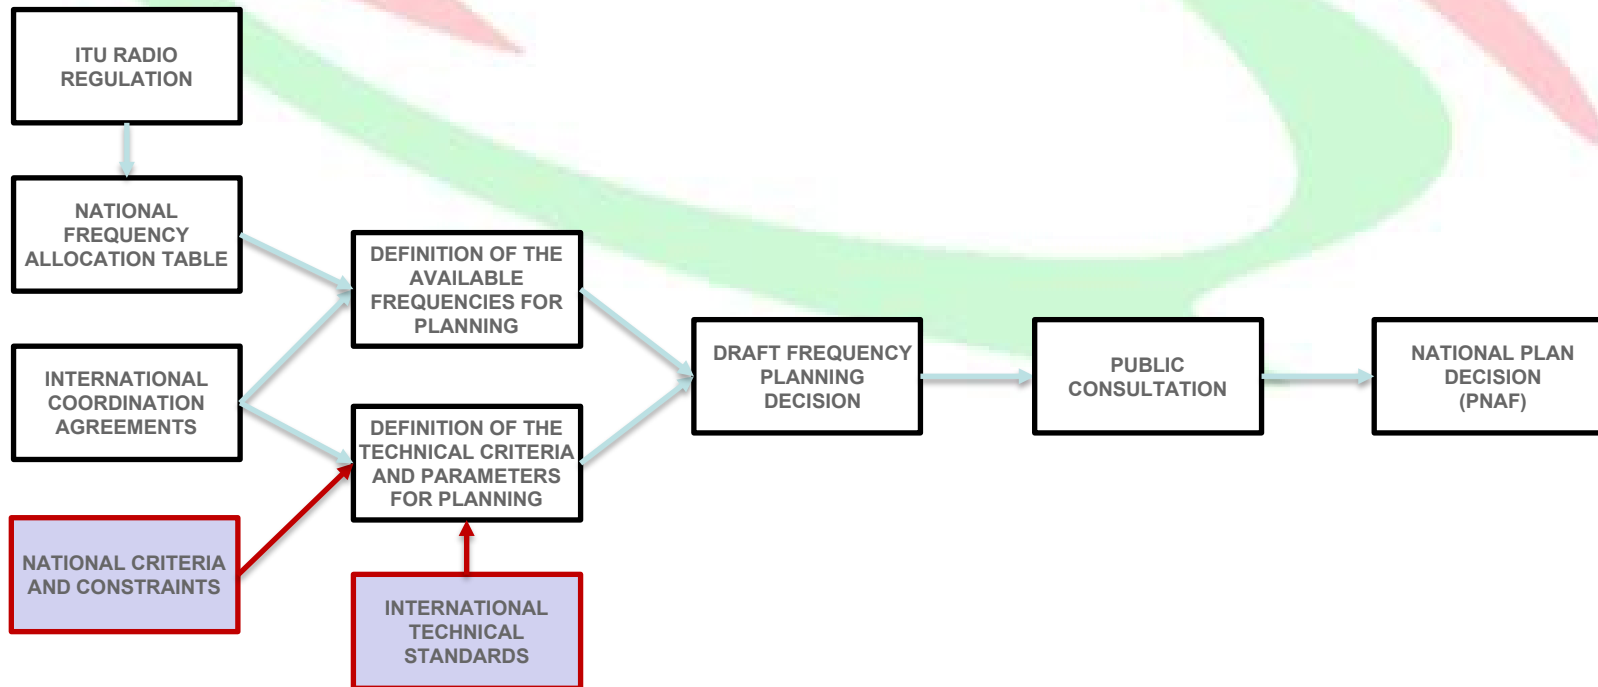 ITU RADIO
REGULATION
NATIONAL
FREQUENCY
ALLOCATION TABLE
DEFINITION OF THE
AVAILABLE
FREQUENCIES FOR
PLANNING
INTERNATIONAL
COORDINATION
AGREEMENTS
DRAFT FREQUENCY
PLANNING
DECISION
PUBLIC
CONSULTATION
NATIONAL PLAN
DECISION
(PNAF)
DEFINITION OF THE
TECHNICAL CRITERIA
AND PARAMETERS
FOR PLANNING
NATIONAL CRITERIA
AND CONSTRAINTS
INTERNATIONAL
TECHNICAL
STANDARDS